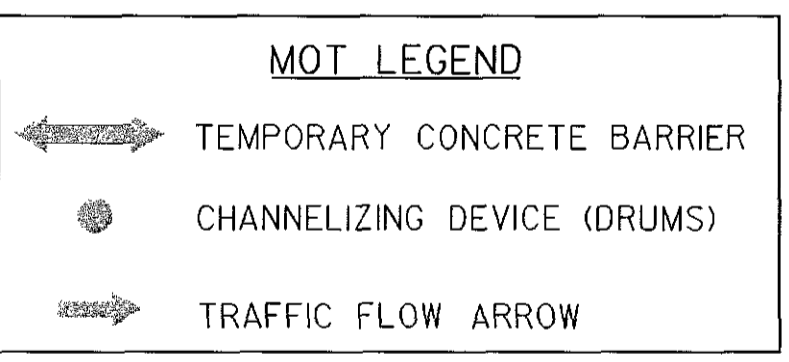 MOT LEGEND
TEMPORARY CONCRETE BARRIER
CHANNELIZING DEVICE (DRUMS)
TRAFFIC FLOW ARROW